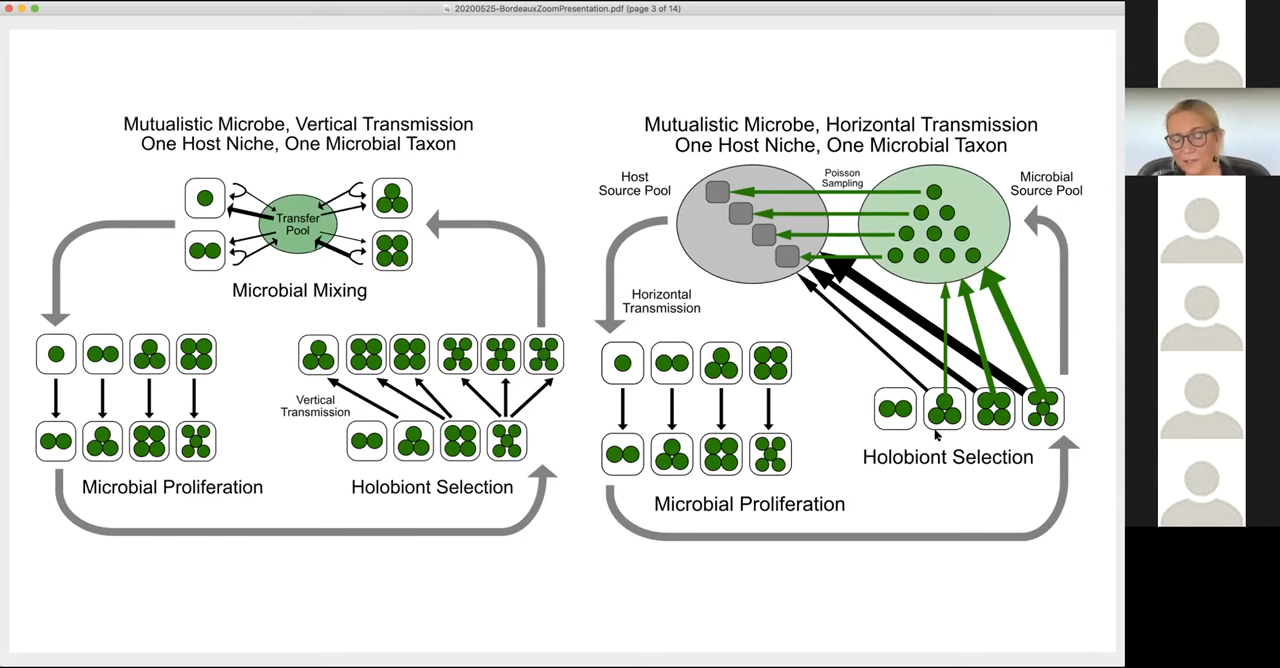 20200525-BordeauxZoomPresentation.pdf (page 3 of 14)
Mutualistic Microbe, Vertical Transmission
One Host Niche, One Microbial Taxon
Transfer
Pool
Microbial Mixing
Vertical
Transmission
Microbial Proliferation
Holobiont Selection
Mutualistic Microbe, Horizontal Transmission
One Host Niche, One Microbial Taxon
Host
Source Pool
Poisson
Sampling
Microbial
Source Pool
Horizontal
Transmission
Holobiont Selection
Microbial Proliferation